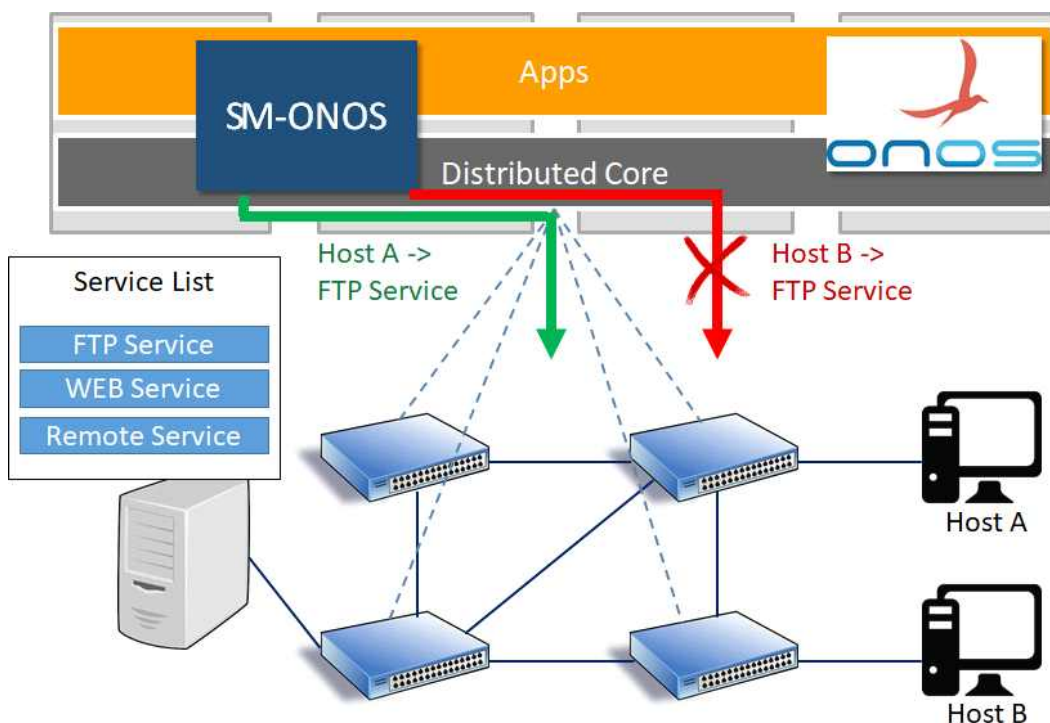 Apps
SM-ONOS
onos
Distributed Core
Host A ->
FTP Service
Host B ->
FTP Service
Service List
FTP Service
WEB Service
Remote Service
Host A
Host B